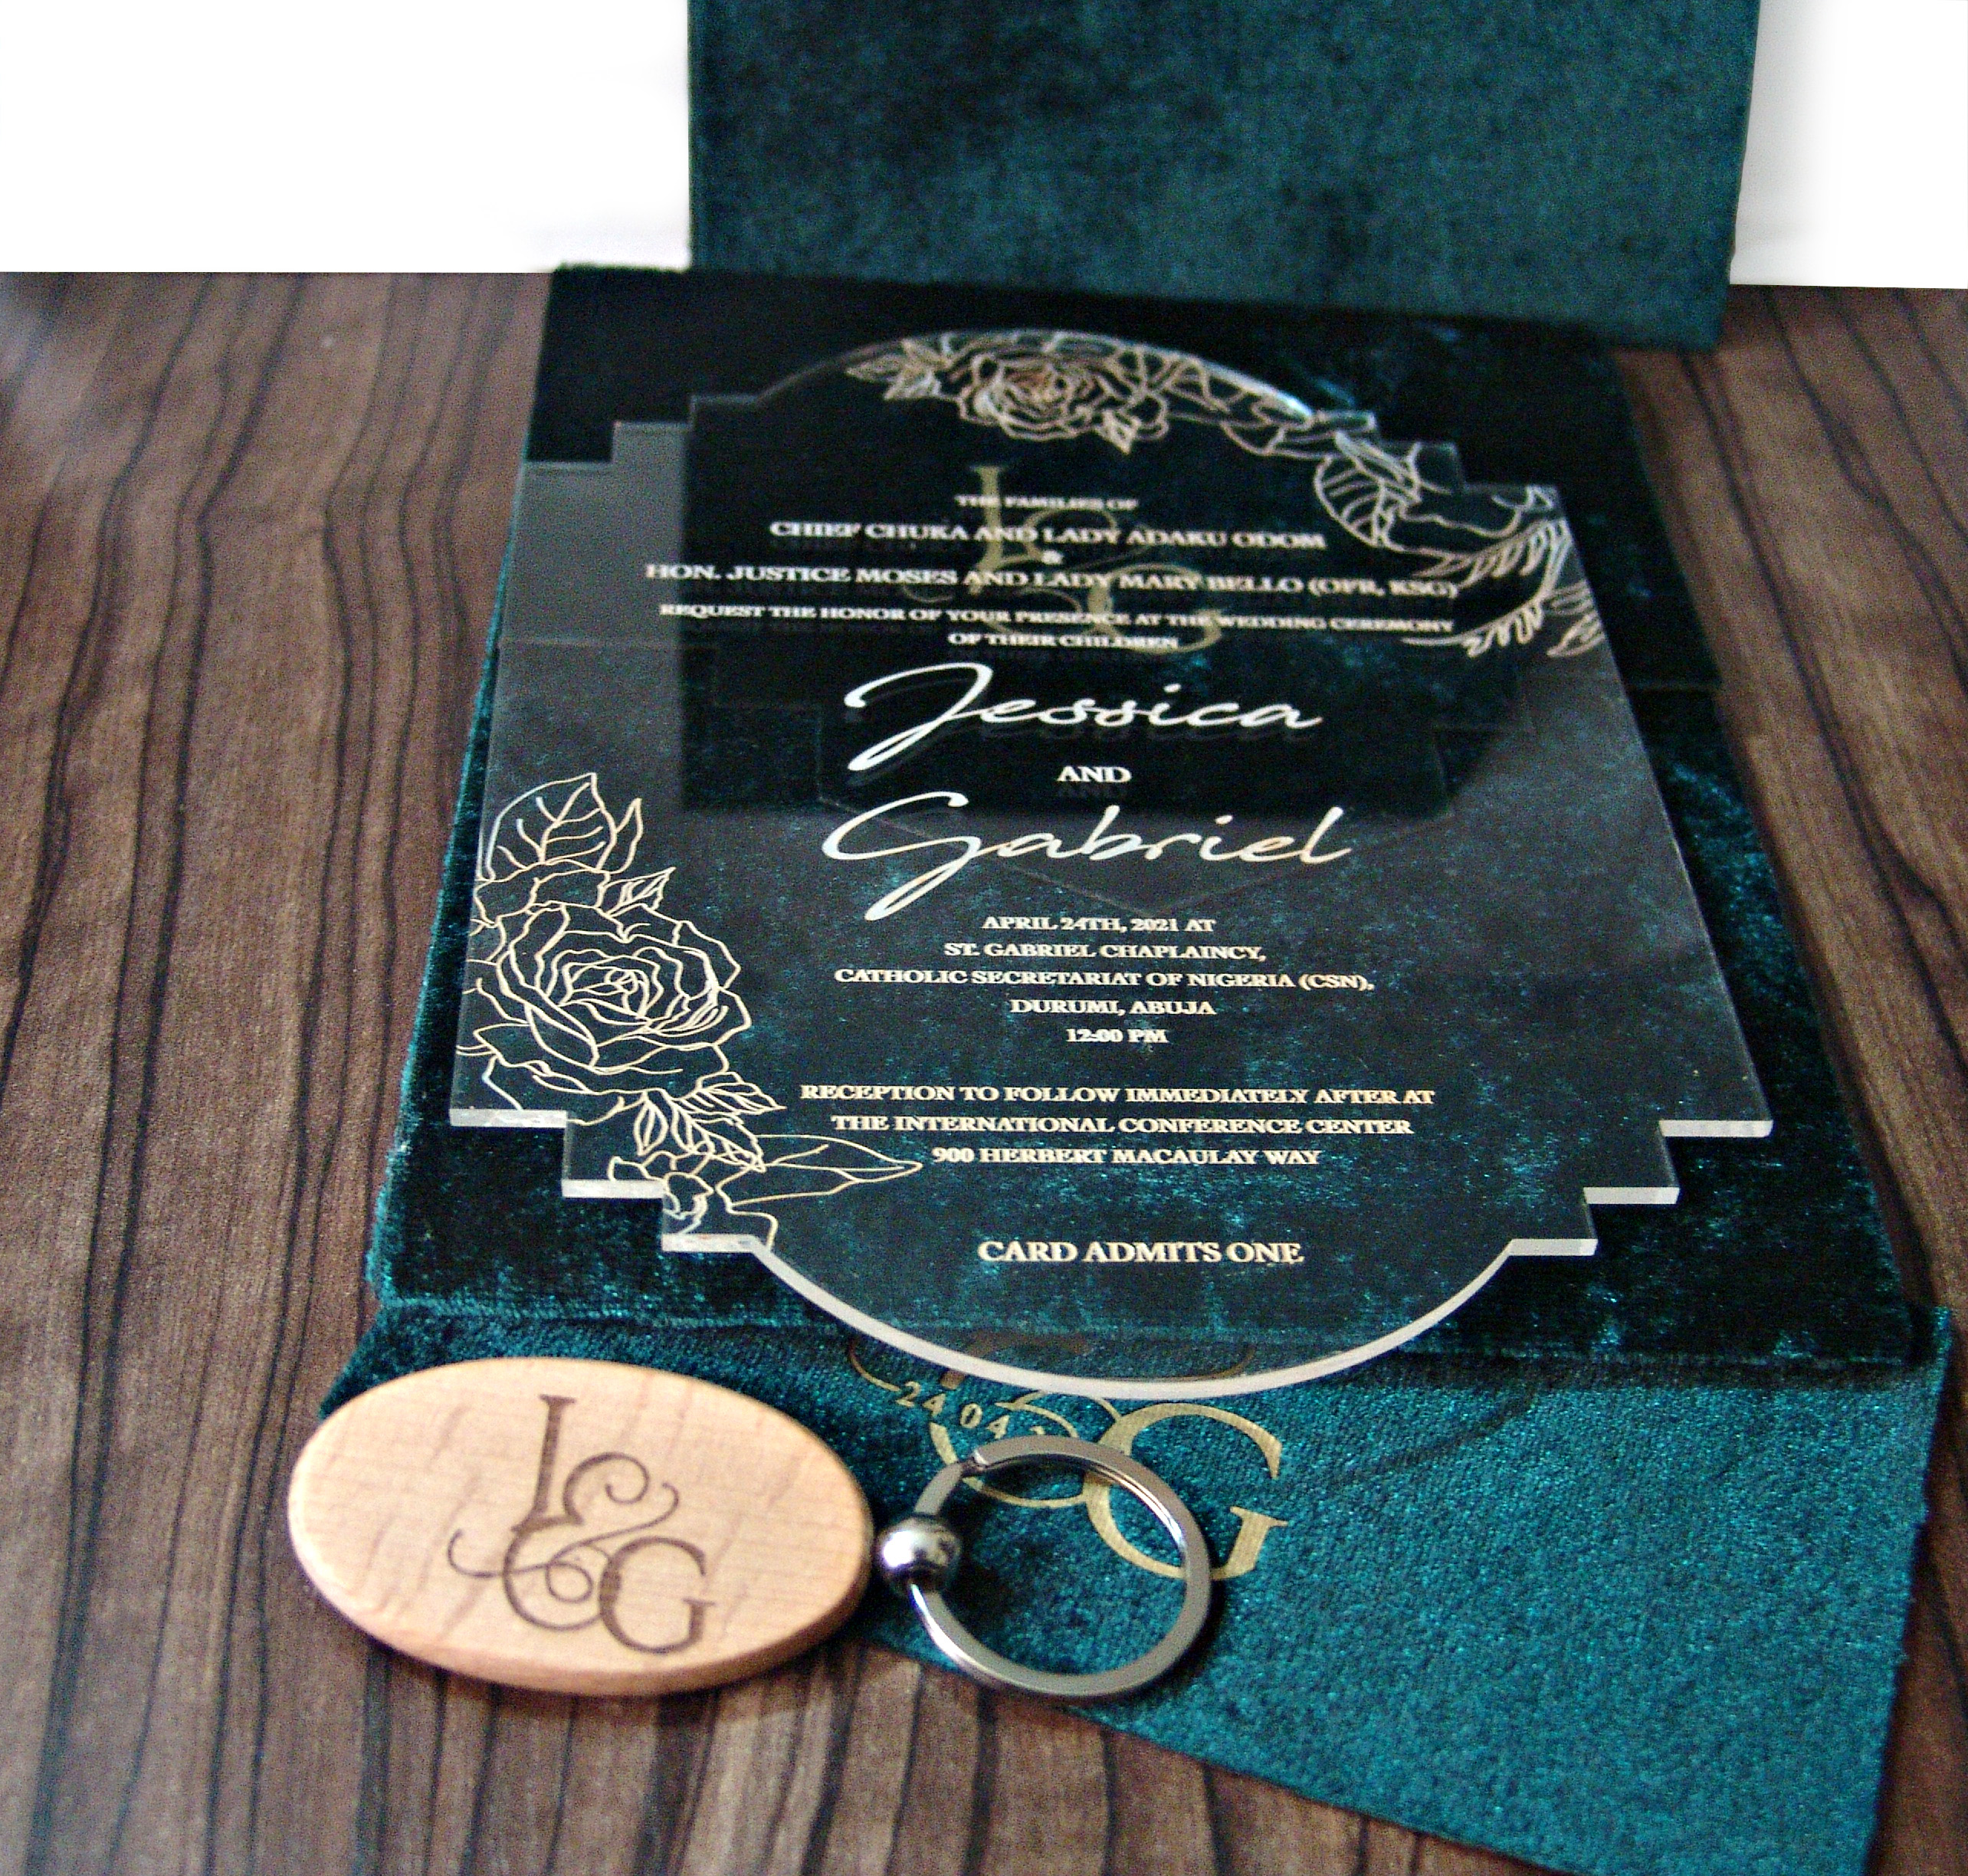 THE FAMILIES OF
CHIEF CHUKA AND LADY ADAKU ODOM
&
HON. JUSTICE MOSES AND LADY MARY BELLO (OFR, KSG)
REQUEST THE HONOR OF YOUR PRESENCE AT THE WEDDING CEREMONY
OF THEIR CHILDREN
Jessica
AND
Gabriel
APRIL 24TH, 2021 AT
ST. GABRIEL CHAPLAINCY,
CATHOLIC SECRETARIAT OF NIGERIA (CSN),
DURUMI, ABUJA
12:00 PM
RECEPTION TO FOLLOW IMMEDIATELY AFTER AT
THE INTERNATIONAL CONFERENCE CENTER
900 HERBERT MACAULAY WAY
CARD ADMITS ONE
24 04
G
J
&
G